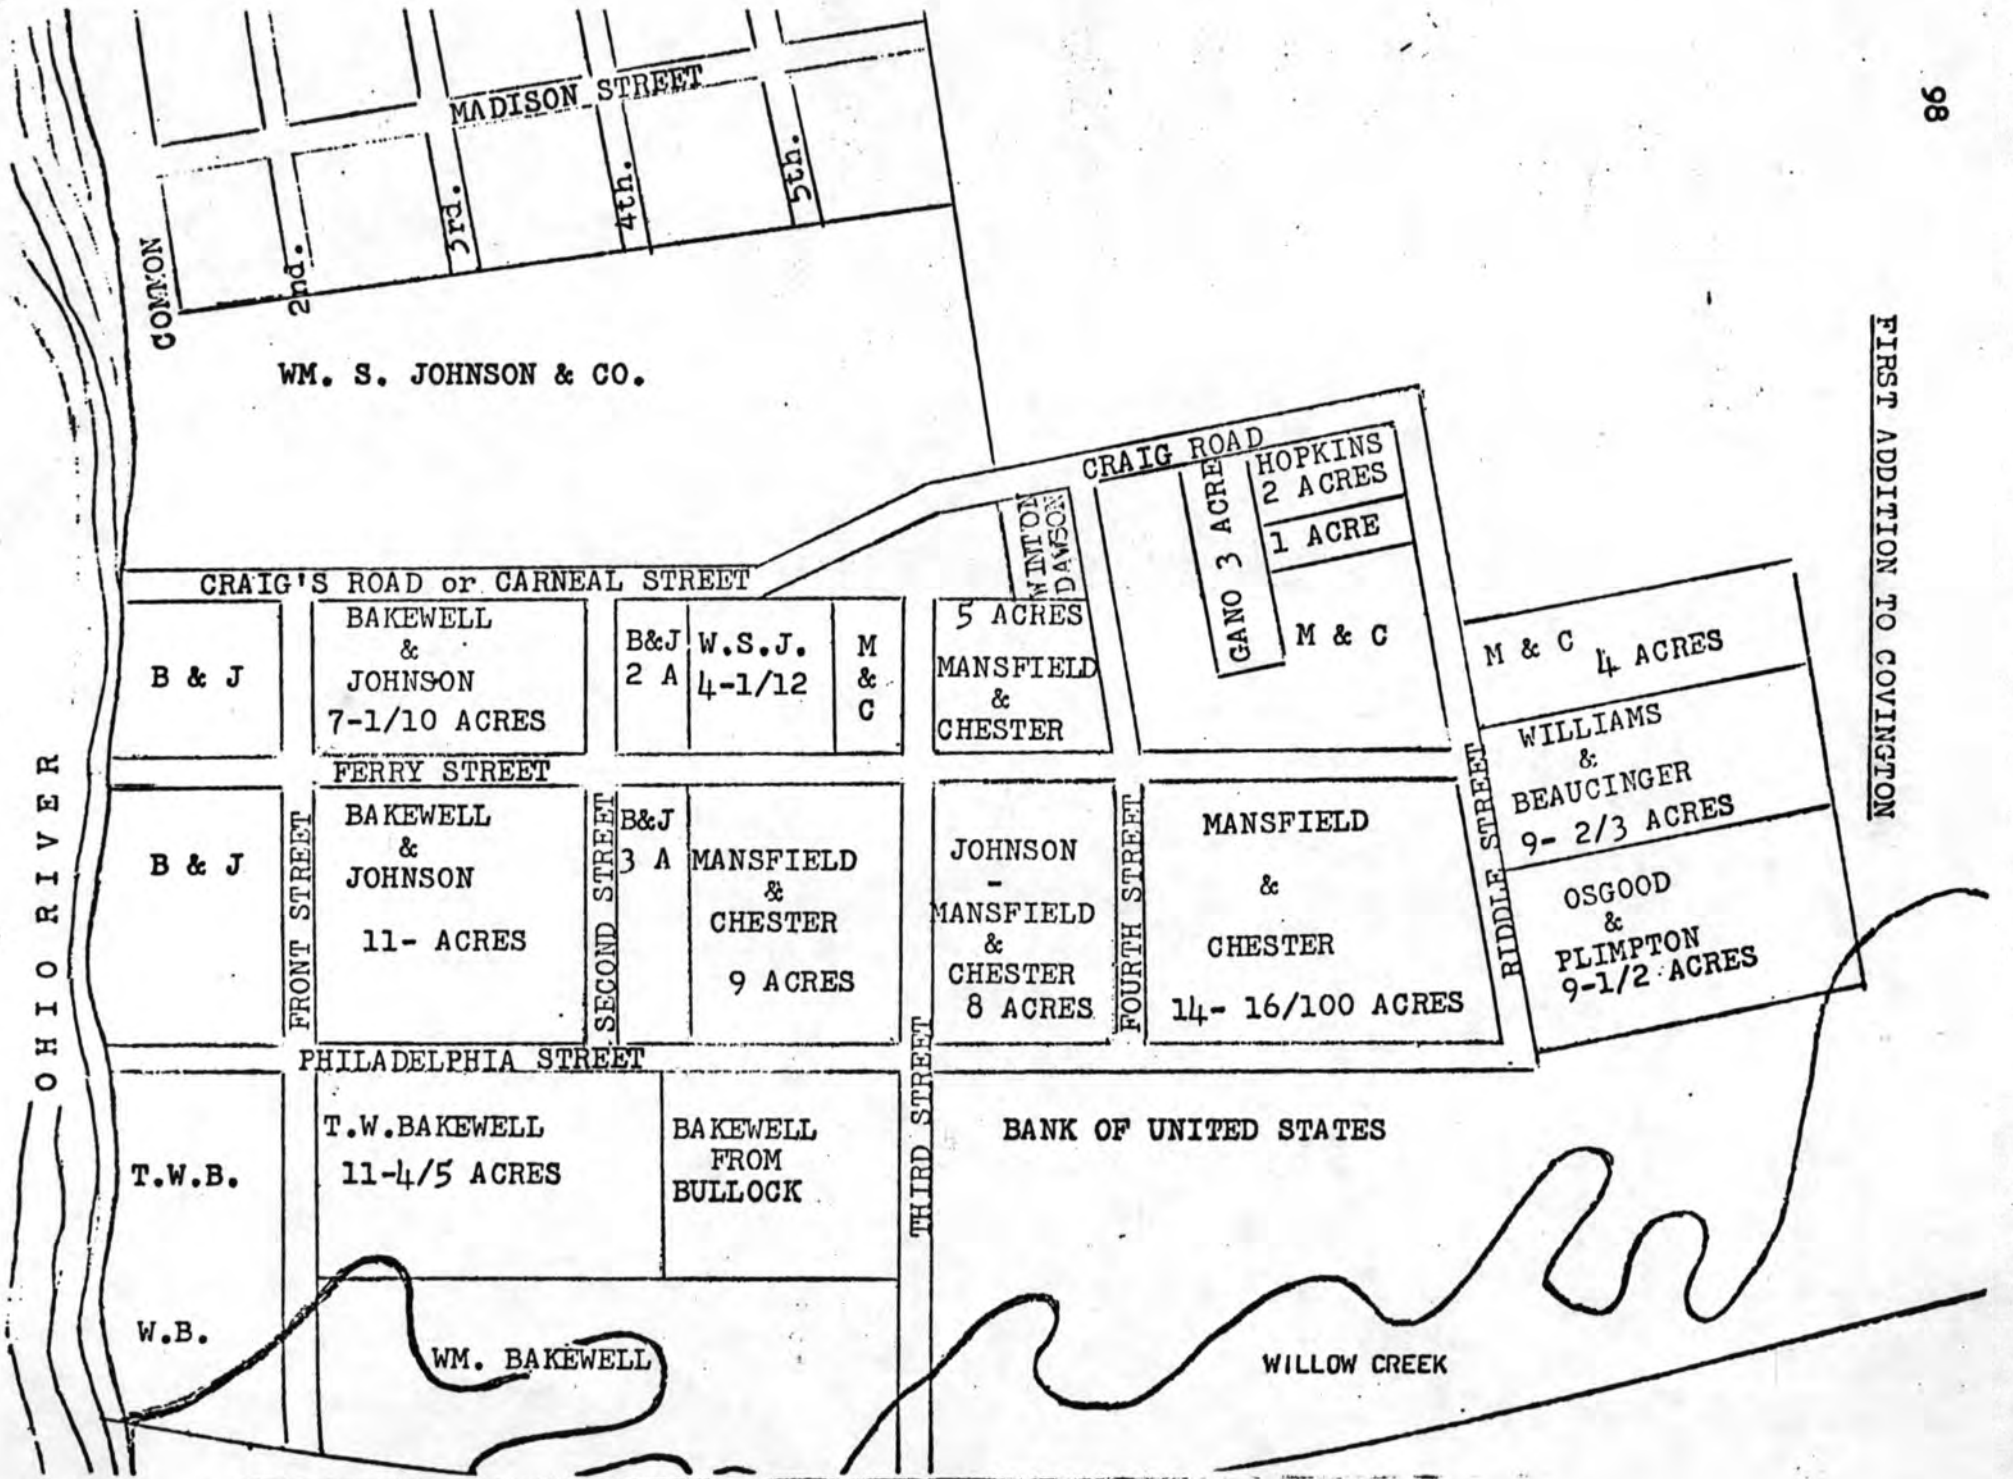 98
FIRST ADDITION TO COVINGTON
MADISON STREET
COMMON
2nd.
3rd.
4th.
5th.
WM. S. JOHNSON & CO.
CRAIG ROAD
HOPKINS
2 ACRES
1 ACRE
GANO 3 ACRE
M & C
WINTON
DAWSON
CRAIG'S ROAD or CARNEAL STREET
B & J
BAKEWELL
&
JOHNSON
7-1/10 ACRES
B&J
2 A
W.S.J.
4-1/12
M
&
C
5 ACRES
MANSFIELD
&
CHESTER
M & C 4 ACRES
WILLIAMS
&
BEAUCINGER
9- 2/3 ACRES
OSGOOD
&
PLIMPTON
9-1/2 ACRES
FERRY STREET
OHIO RIVER
B & J
FRONT STREET
BAKEWELL
&
JOHNSON
11- ACRES
SECOND STREET
B&J
3 A
MANSFIELD
&
CHESTER
9 ACRES
JOHNSON
-
MANSFIELD
&
CHESTER
8 ACRES
FOURTH STREET
MANSFIELD
&
CHESTER
14- 16/100 ACRES
RIDDLE STREET
PHILADELPHIA STREET
T.W.B.
T.W.BAKEWELL
11-4/5 ACRES
BAKEWELL
FROM
BULLOCK
THIRD STREET
BANK OF UNITED STATES
W.B.
WM. BAKEWELL
WILLOW CREEK